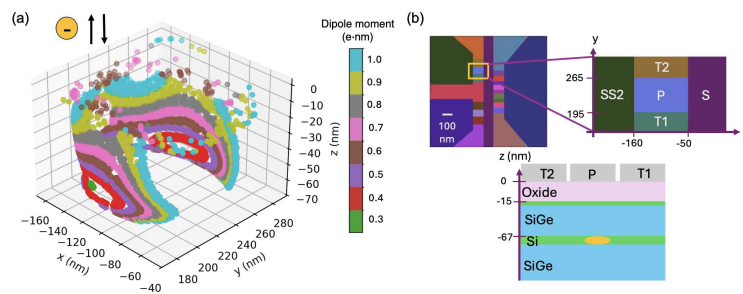 (a)
−
Dipole moment
(e·nm)
1.0
0.9
0.8
0.7
0.6
0.5
0.4
0.3
0
−10
−20
−30
−40
−50
−60
−70
z (nm)
−160
−140
−120
−100
−80
−60
−40
x (nm)
180
200
220
240
260
280
y (nm)
(b)
100
nm
y
265
195
T2
SS2
P
S
T1
−160
−50
z (nm)
T2
P
T1
0
Oxide
−15
SiGe
−67
Si
SiGe